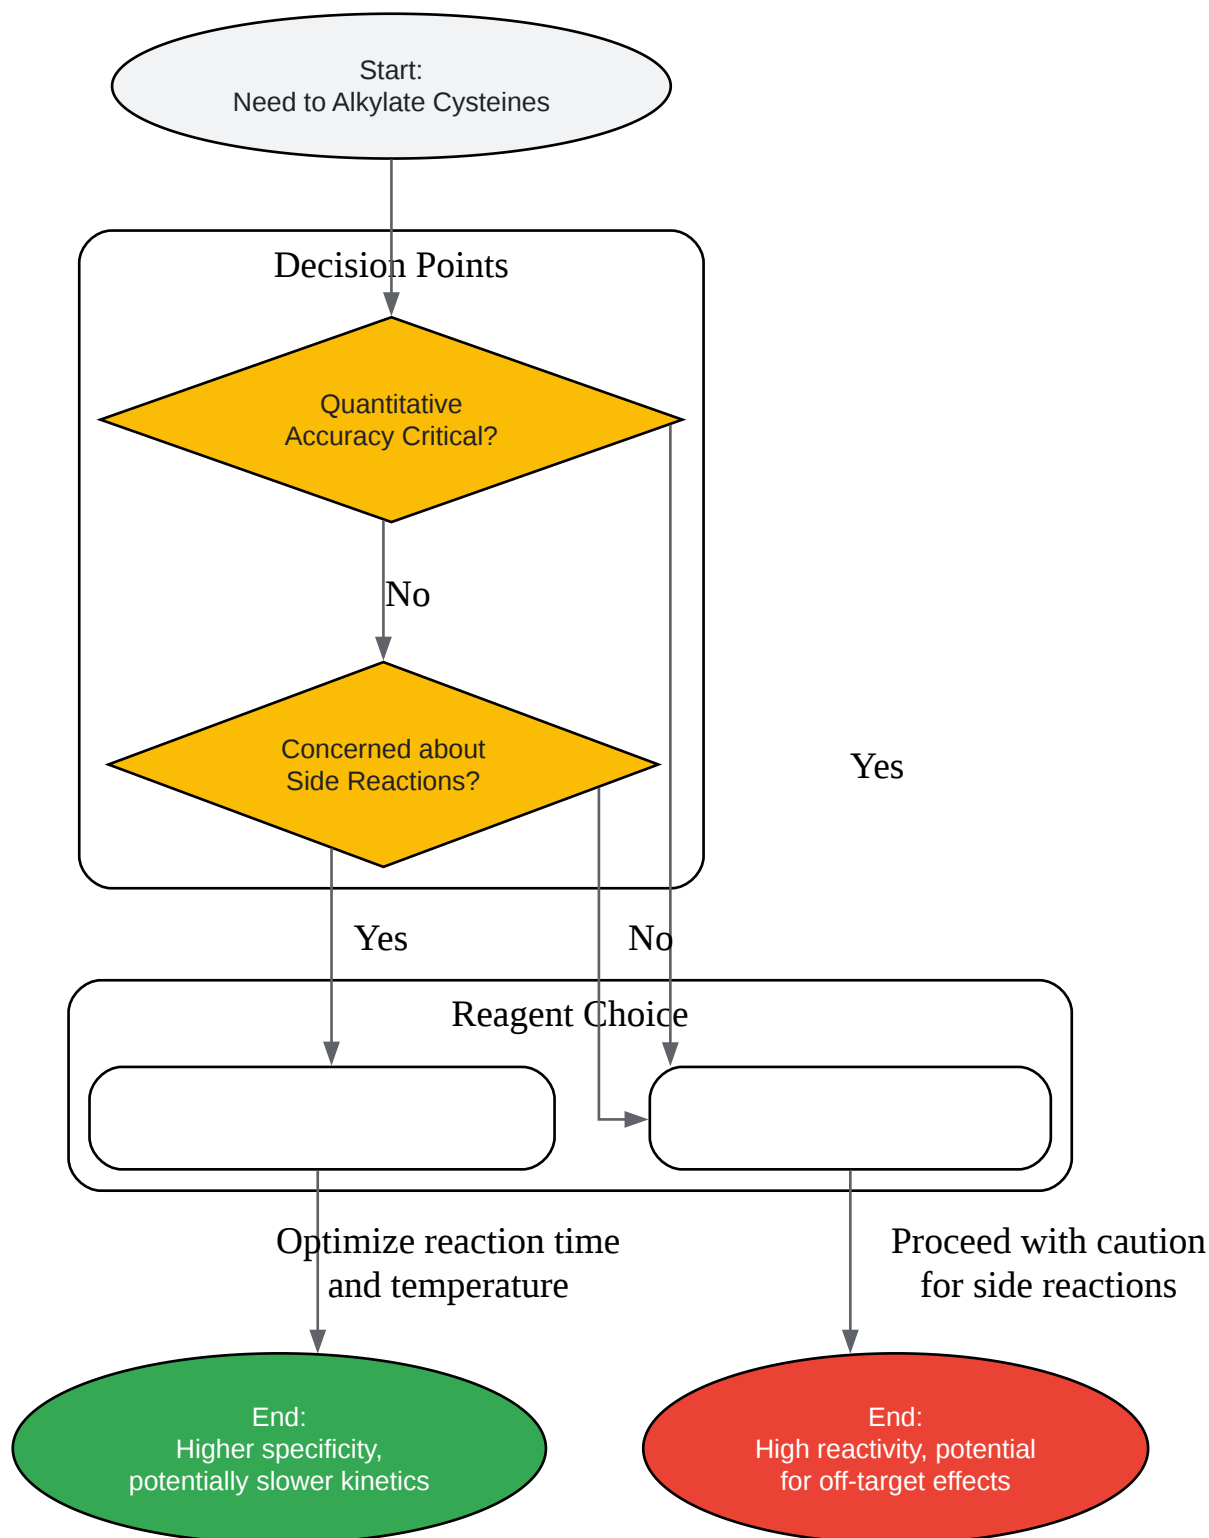 Start:
Need to Alkylate Cysteines
Decision Points
Quantitative
Accuracy Critical?
No
Concerned about
Side Reactions?
Yes
Yes
No
Reagent Choice
Optimize reaction time
and temperature
Proceed with caution
for side reactions
End:
Higher specificity,
potentially slower kinetics
End:
High reactivity, potential
for off-target effects